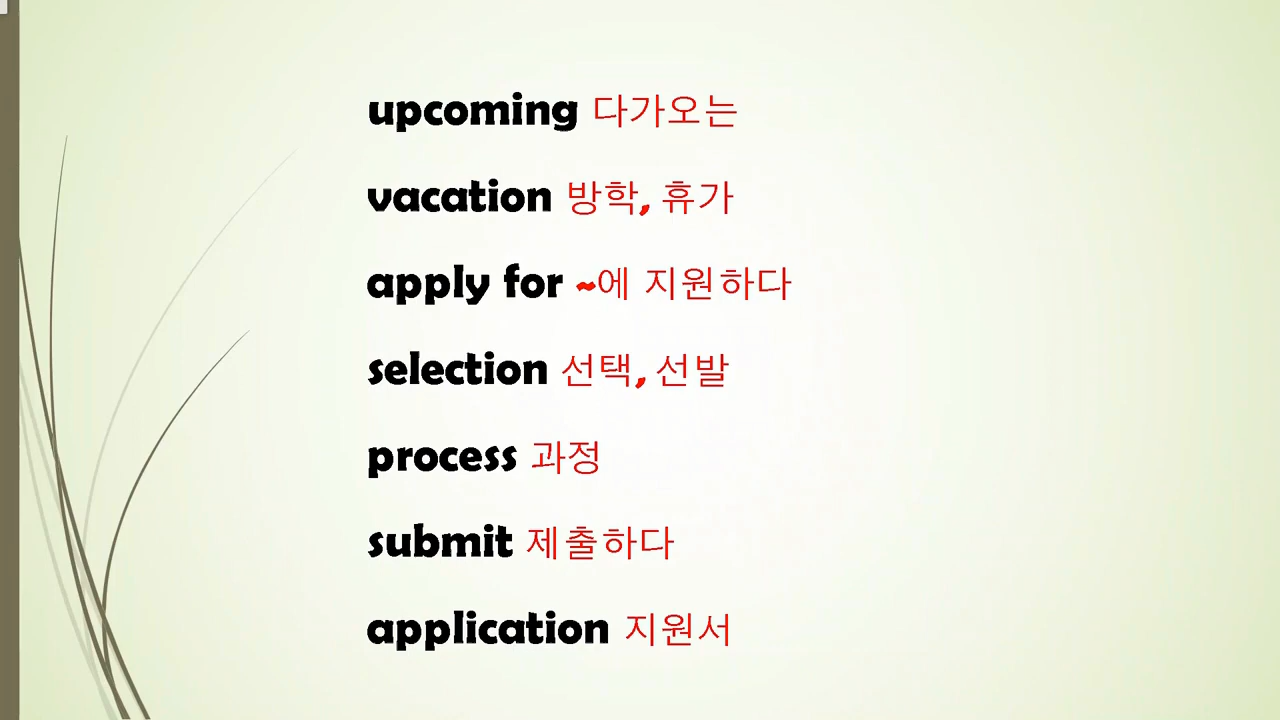 upcoming 다가오는
vacation 방학, 휴가
apply for ~에 지원하다
selection 선택, 선발
process 과정
submit 제출하다
application 지원서